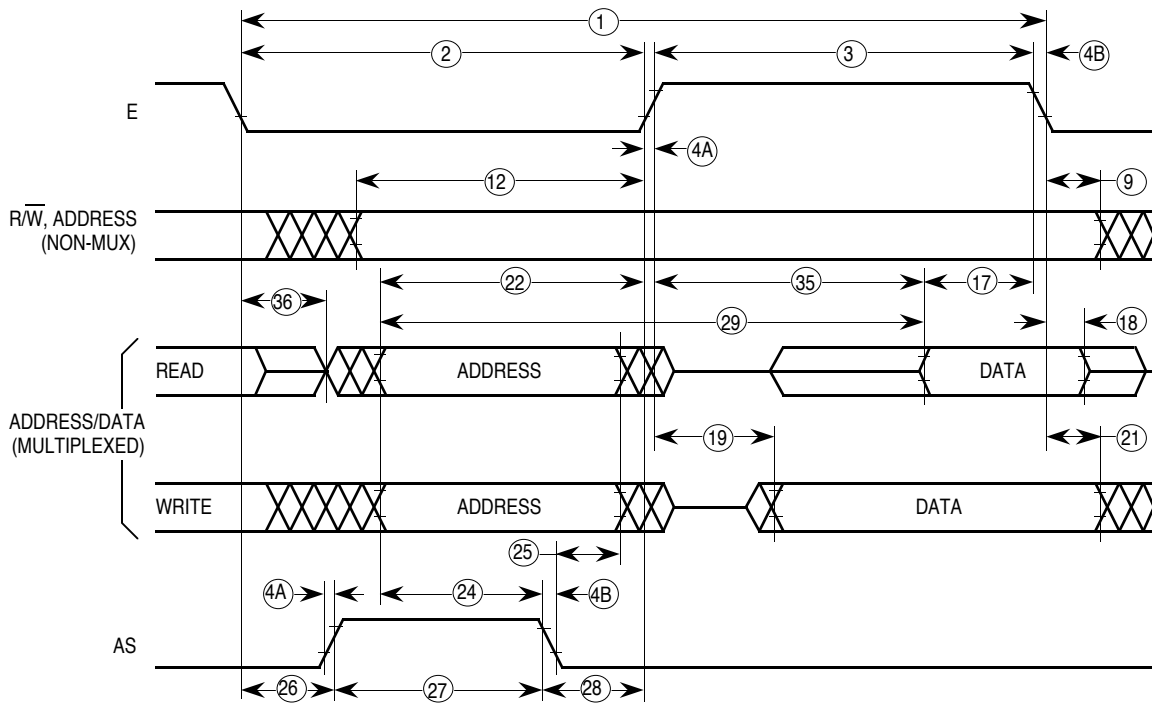 1
2
3
4B
E
4A
12
9
R/W̅, ADDRESS
(NON-MUX)
22
35
17
36
29
18
READ
ADDRESS
DATA
ADDRESS/DATA
(MULTIPLEXED)
19
21
WRITE
ADDRESS
DATA
25
4A
24
4B
AS
26
27
28